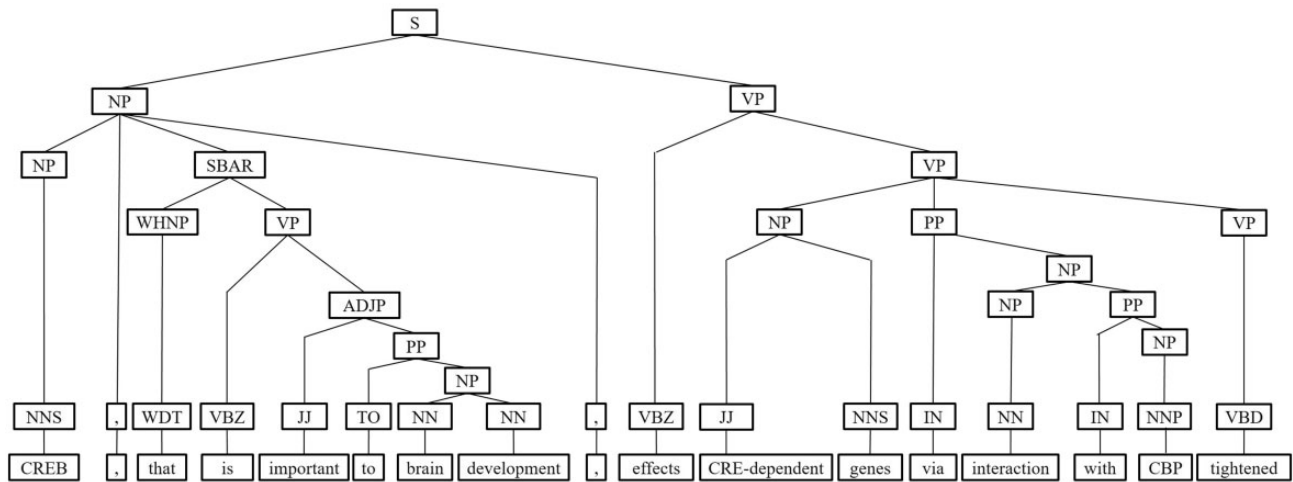 S
NP VP
NP SBAR VP
WHNP VP NP PP VP
NP
ADJP NP PP
PP NP
NP
NNS , WDT VBZ JJ TO NN NN , VBZ JJ NNS IN NN IN NNP VBD
CREB , that is important to brain development , effects CRE-dependent genes via interaction with CBP tightened